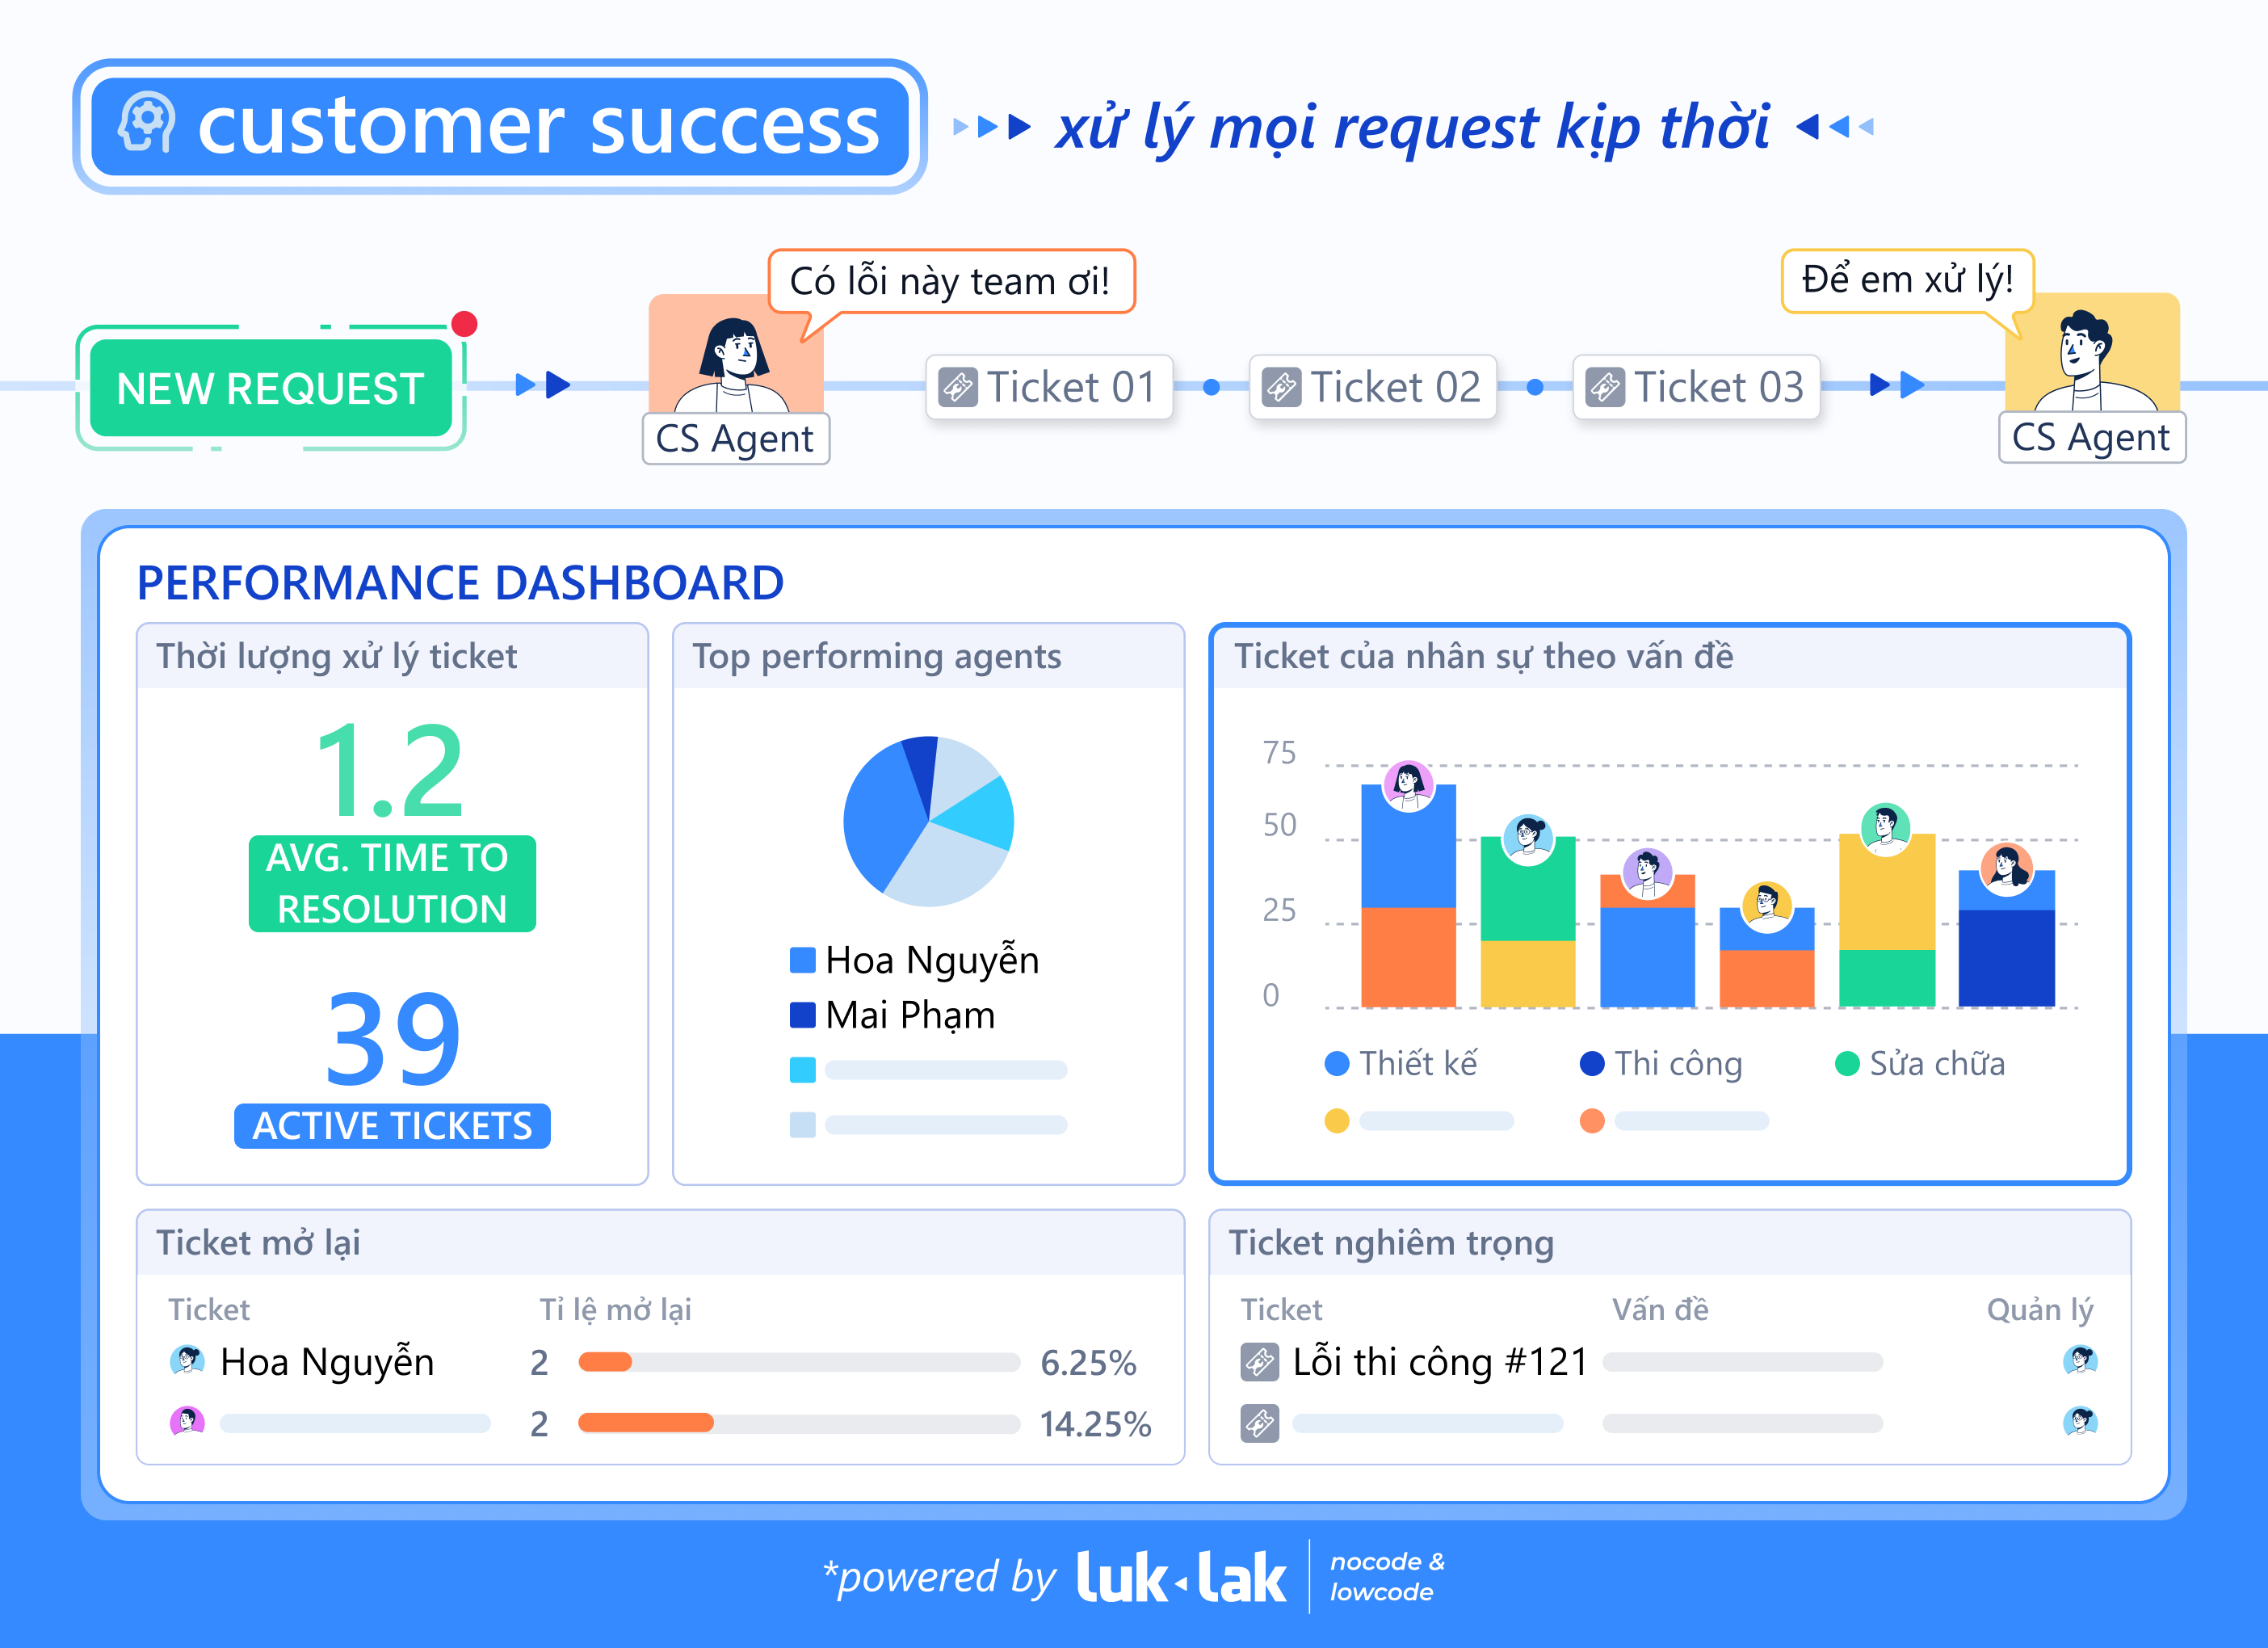 customer success
xử lý mọi request kịp thời
Có lỗi này team ơi!
Để em xử lý!
NEW REQUEST
CS Agent
Ticket 01
Ticket 02
Ticket 03
CS Agent
PERFORMANCE DASHBOARD
Thời lượng xử lý ticket
1.2
AVG. TIME TO
RESOLUTION
39
ACTIVE TICKETS
Top performing agents
Hoa Nguyễn
Mai Phạm
Ticket của nhân sự theo vấn đề
75
50
25
0
Thiết kế
Thi công
Sửa chữa
Ticket mở lại
Ticket
Tỉ lệ mở lại
Hoa Nguyễn
2
6.25%
2
14.25%
Ticket nghiêm trọng
Ticket
Vấn đề
Quản lý
Lỗi thi công #121
*powered by
luk lak
nocode &
lowcode